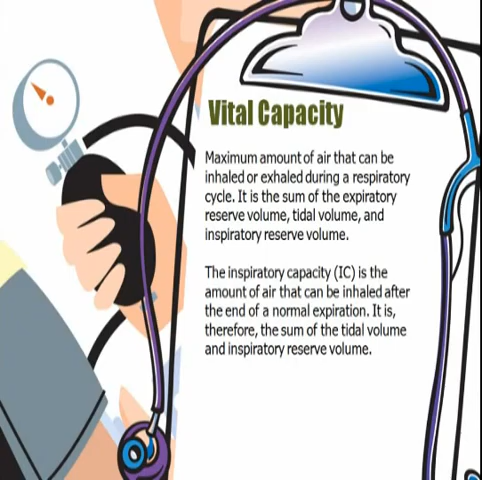 Vital Capacity
Maximum amount of air that can be
inhaled or exhaled during a respiratory
cycle. It is the sum of the expiratory
reserve volume, tidal volume, and
inspiratory reserve volume.
The inspiratory capacity (IC) is the
amount of air that can be inhaled after
the end of a normal expiration. It is,
therefore, the sum of the tidal volume
and inspiratory reserve volume.